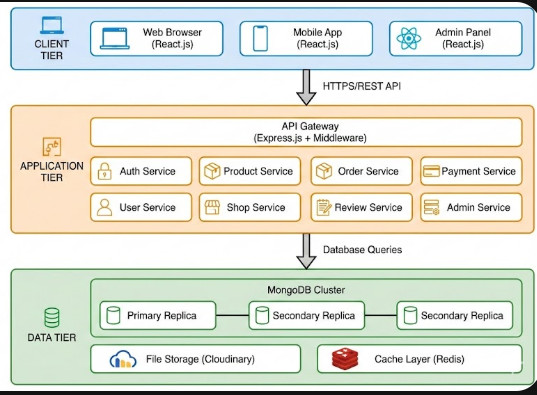 CLIENT
TIER
Web Browser
(React.js)
Mobile App
(React.js)
Admin Panel
(React.js)
HTTPS/REST API
APPLICATION
TIER
API Gateway
(Express.js + Middleware)
Auth Service
Product Service
Order Service
Payment Service
User Service
Shop Service
Review Service
Admin Service
Database Queries
DATA TIER
MongoDB Cluster
Primary Replica
Secondary Replica
Secondary Replica
File Storage (Cloudinary)
Cache Layer (Redis)